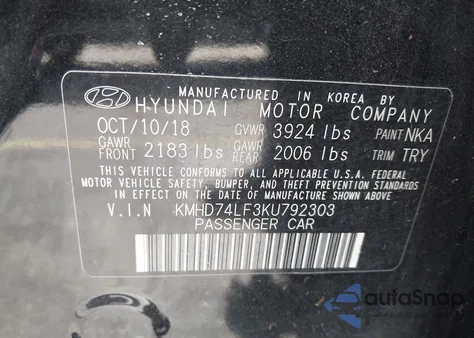 MANUFACTURED IN KOREA BY
HYUNDAI MOTOR COMPANY
OCT/10/18 GVWR 3924 lbs PAINT NKA
GAWR FRONT 2183 lbs GAWR REAR 2006 lbs TRIM TRY
THIS VEHICLE CONFORMS TO ALL APPLICABLE U.S.A. FEDERAL
MOTOR VEHICLE SAFETY, BUMPER, AND THEFT PREVENTION STANDARDS
IN EFFECT ON THE DATE OF MANUFACTURE SHOWN ABOVE.
V.I.N KMHD74LF3KU792303
PASSENGER CAR
autoSnap